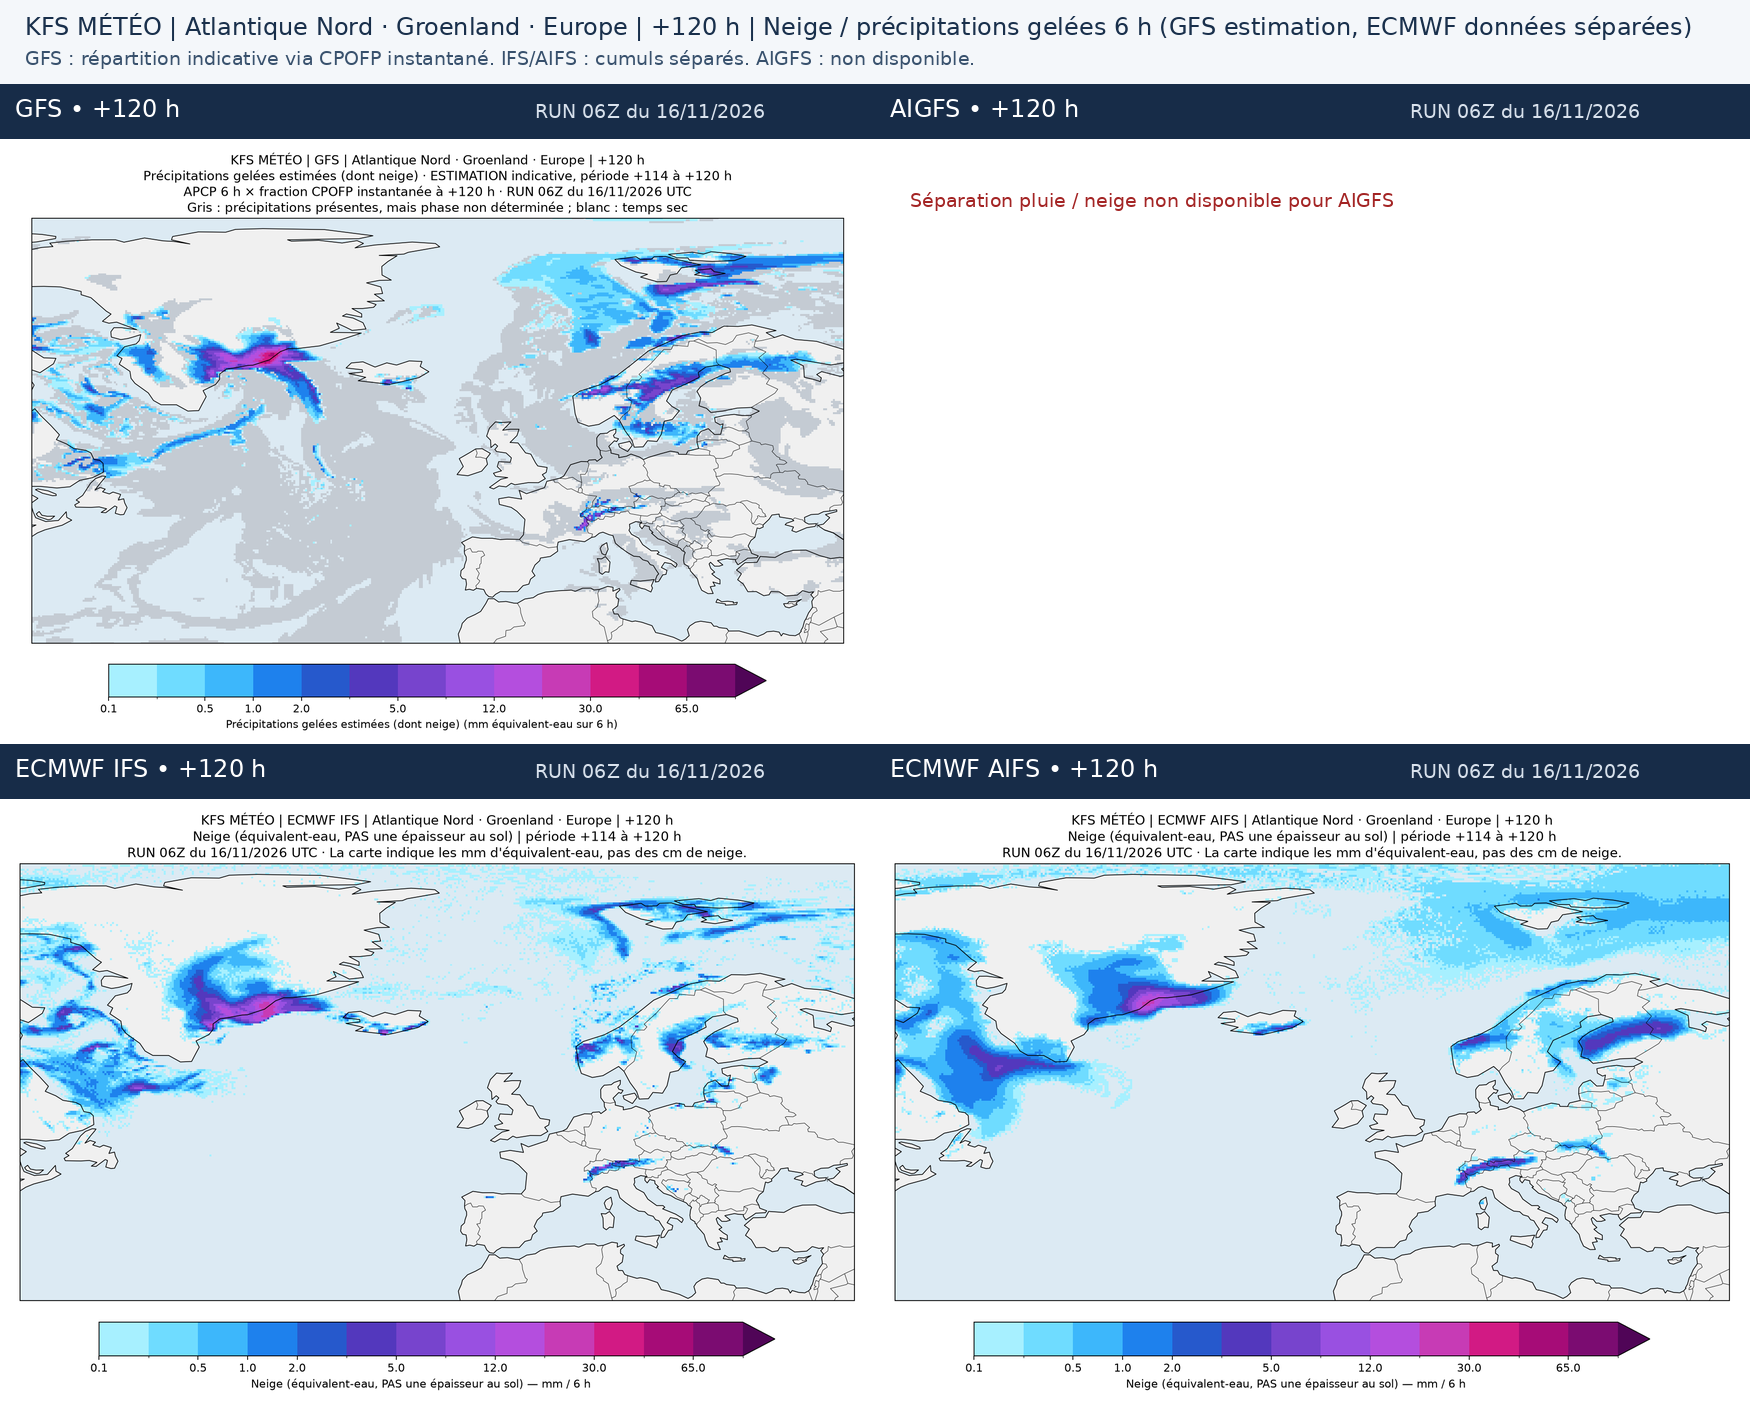 KFS MÉTÉO | Atlantique Nord · Groenland · Europe | +120 h | Neige / précipitations gelées 6 h (GFS estimation, ECMWF données séparées)
GFS : répartition indicative via CPOFP instantané. IFS/AIFS : cumuls séparés. AIGFS : non disponible.
GFS • +120 h
RUN 06Z du 16/11/2026
AIGFS • +120 h
RUN 06Z du 16/11/2026
KFS MÉTÉO | GFS | Atlantique Nord · Groenland · Europe | +120 h
Précipitations gelées estimées (dont neige) · ESTIMATION indicative, période +114 à +120 h
APCP 6 h × fraction CPOFP instantanée à +120 h · RUN 06Z du 16/11/2026 UTC
Gris : précipitations présentes, mais phase non déterminée ; blanc : temps sec
Séparation pluie / neige non disponible pour AIGFS
0.1 0.5 1.0 2.0 5.0 12.0 30.0 65.0
Précipitations gelées estimées (dont neige) (mm équivalent-eau sur 6 h)
ECMWF IFS • +120 h
RUN 06Z du 16/11/2026
ECMWF AIFS • +120 h
RUN 06Z du 16/11/2026
KFS MÉTÉO | ECMWF IFS | Atlantique Nord · Groenland · Europe | +120 h
Neige (équivalent-eau, PAS une épaisseur au sol) | période +114 à +120 h
RUN 06Z du 16/11/2026 UTC · La carte indique les mm d'équivalent-eau, pas des cm de neige.
KFS MÉTÉO | ECMWF AIFS | Atlantique Nord · Groenland · Europe | +120 h
Neige (équivalent-eau, PAS une épaisseur au sol) | période +114 à +120 h
RUN 06Z du 16/11/2026 UTC · La carte indique les mm d'équivalent-eau, pas des cm de neige.
0.1 0.5 1.0 2.0 5.0 12.0 30.0 65.0
Neige (équivalent-eau, PAS une épaisseur au sol) — mm / 6 h
0.1 0.5 1.0 2.0 5.0 12.0 30.0 65.0
Neige (équivalent-eau, PAS une épaisseur au sol) — mm / 6 h